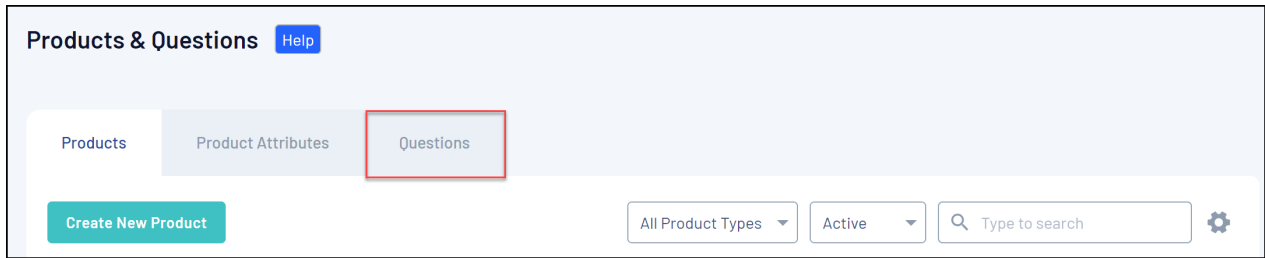 Products & Questions Help
Products Product Attributes Questions
Create New Product All Product Types Active Type to search